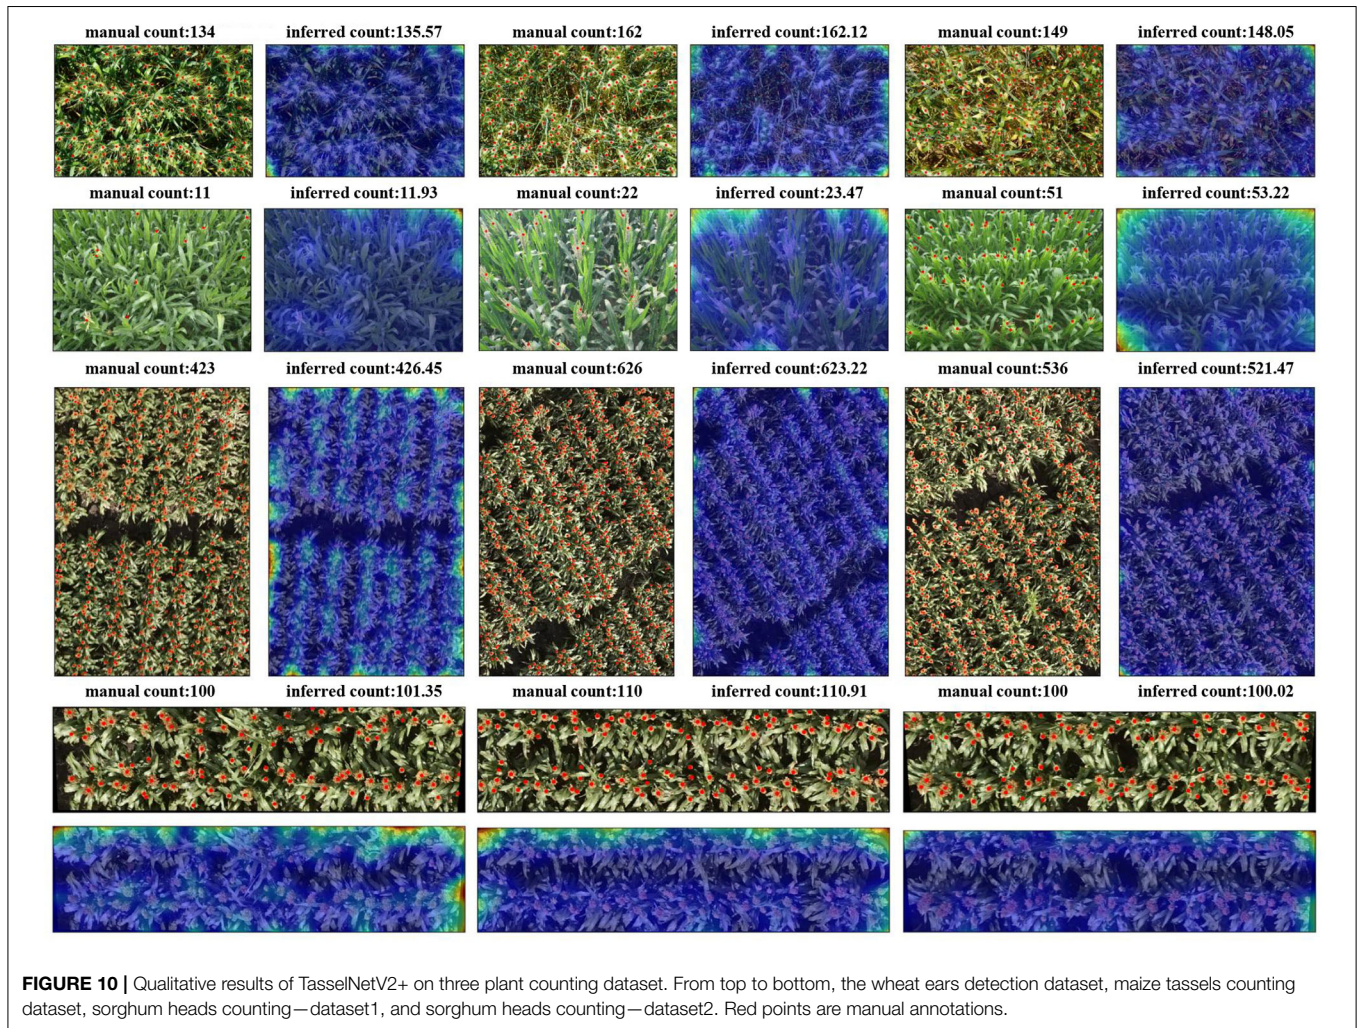 manual count:134 inferred count:135.57 manual count:162 inferred count:162.12 manual count:149 inferred count:148.05
manual count:11 inferred count:11.93 manual count:22 inferred count:23.47 manual count:51 inferred count:53.22
manual count:423 inferred count:426.45 manual count:626 inferred count:623.22 manual count:536 inferred count:521.47
manual count:100 inferred count:101.35 manual count:110 inferred count:110.91 manual count:100 inferred count:100.02
FIGURE 10 | Qualitative results of TasselNetV2+ on three plant counting dataset. From top to bottom, the wheat ears detection dataset, maize tassels counting
dataset, sorghum heads counting—dataset1, and sorghum heads counting—dataset2. Red points are manual annotations.